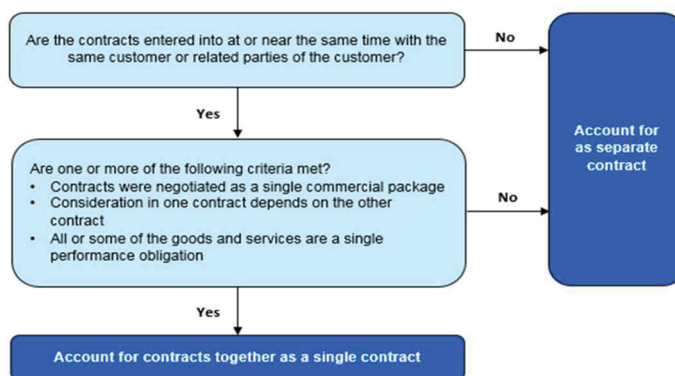 Are the contracts entered into at or near the same time with the
same customer or related parties of the customer?
No
Yes
Account for
as separate
contract
Are one or more of the following criteria met?
• Contracts were negotiated as a single commercial package
• Consideration in one contract depends on the other
contract
• All or some of the goods and services are a single
performance obligation
No
Yes
Account for contracts together as a single contract